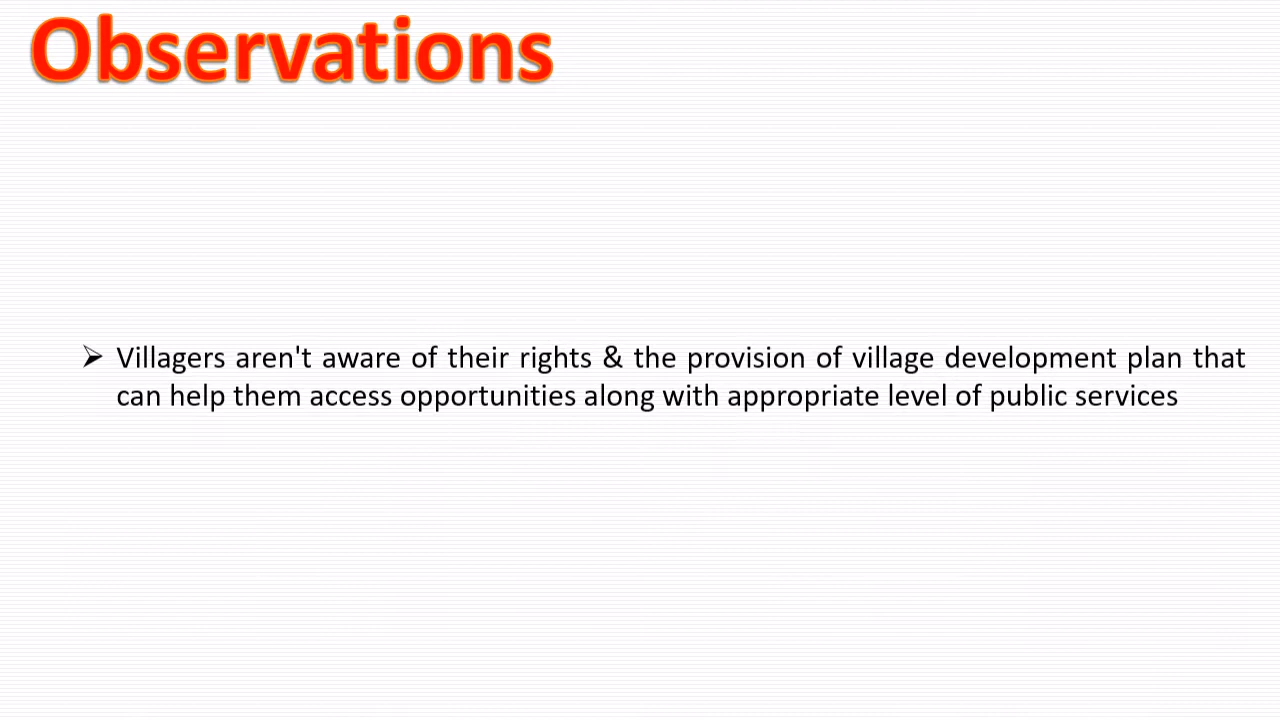 Observations
➢ Villagers aren't aware of their rights & the provision of village development plan that
can help them access opportunities along with appropriate level of public services